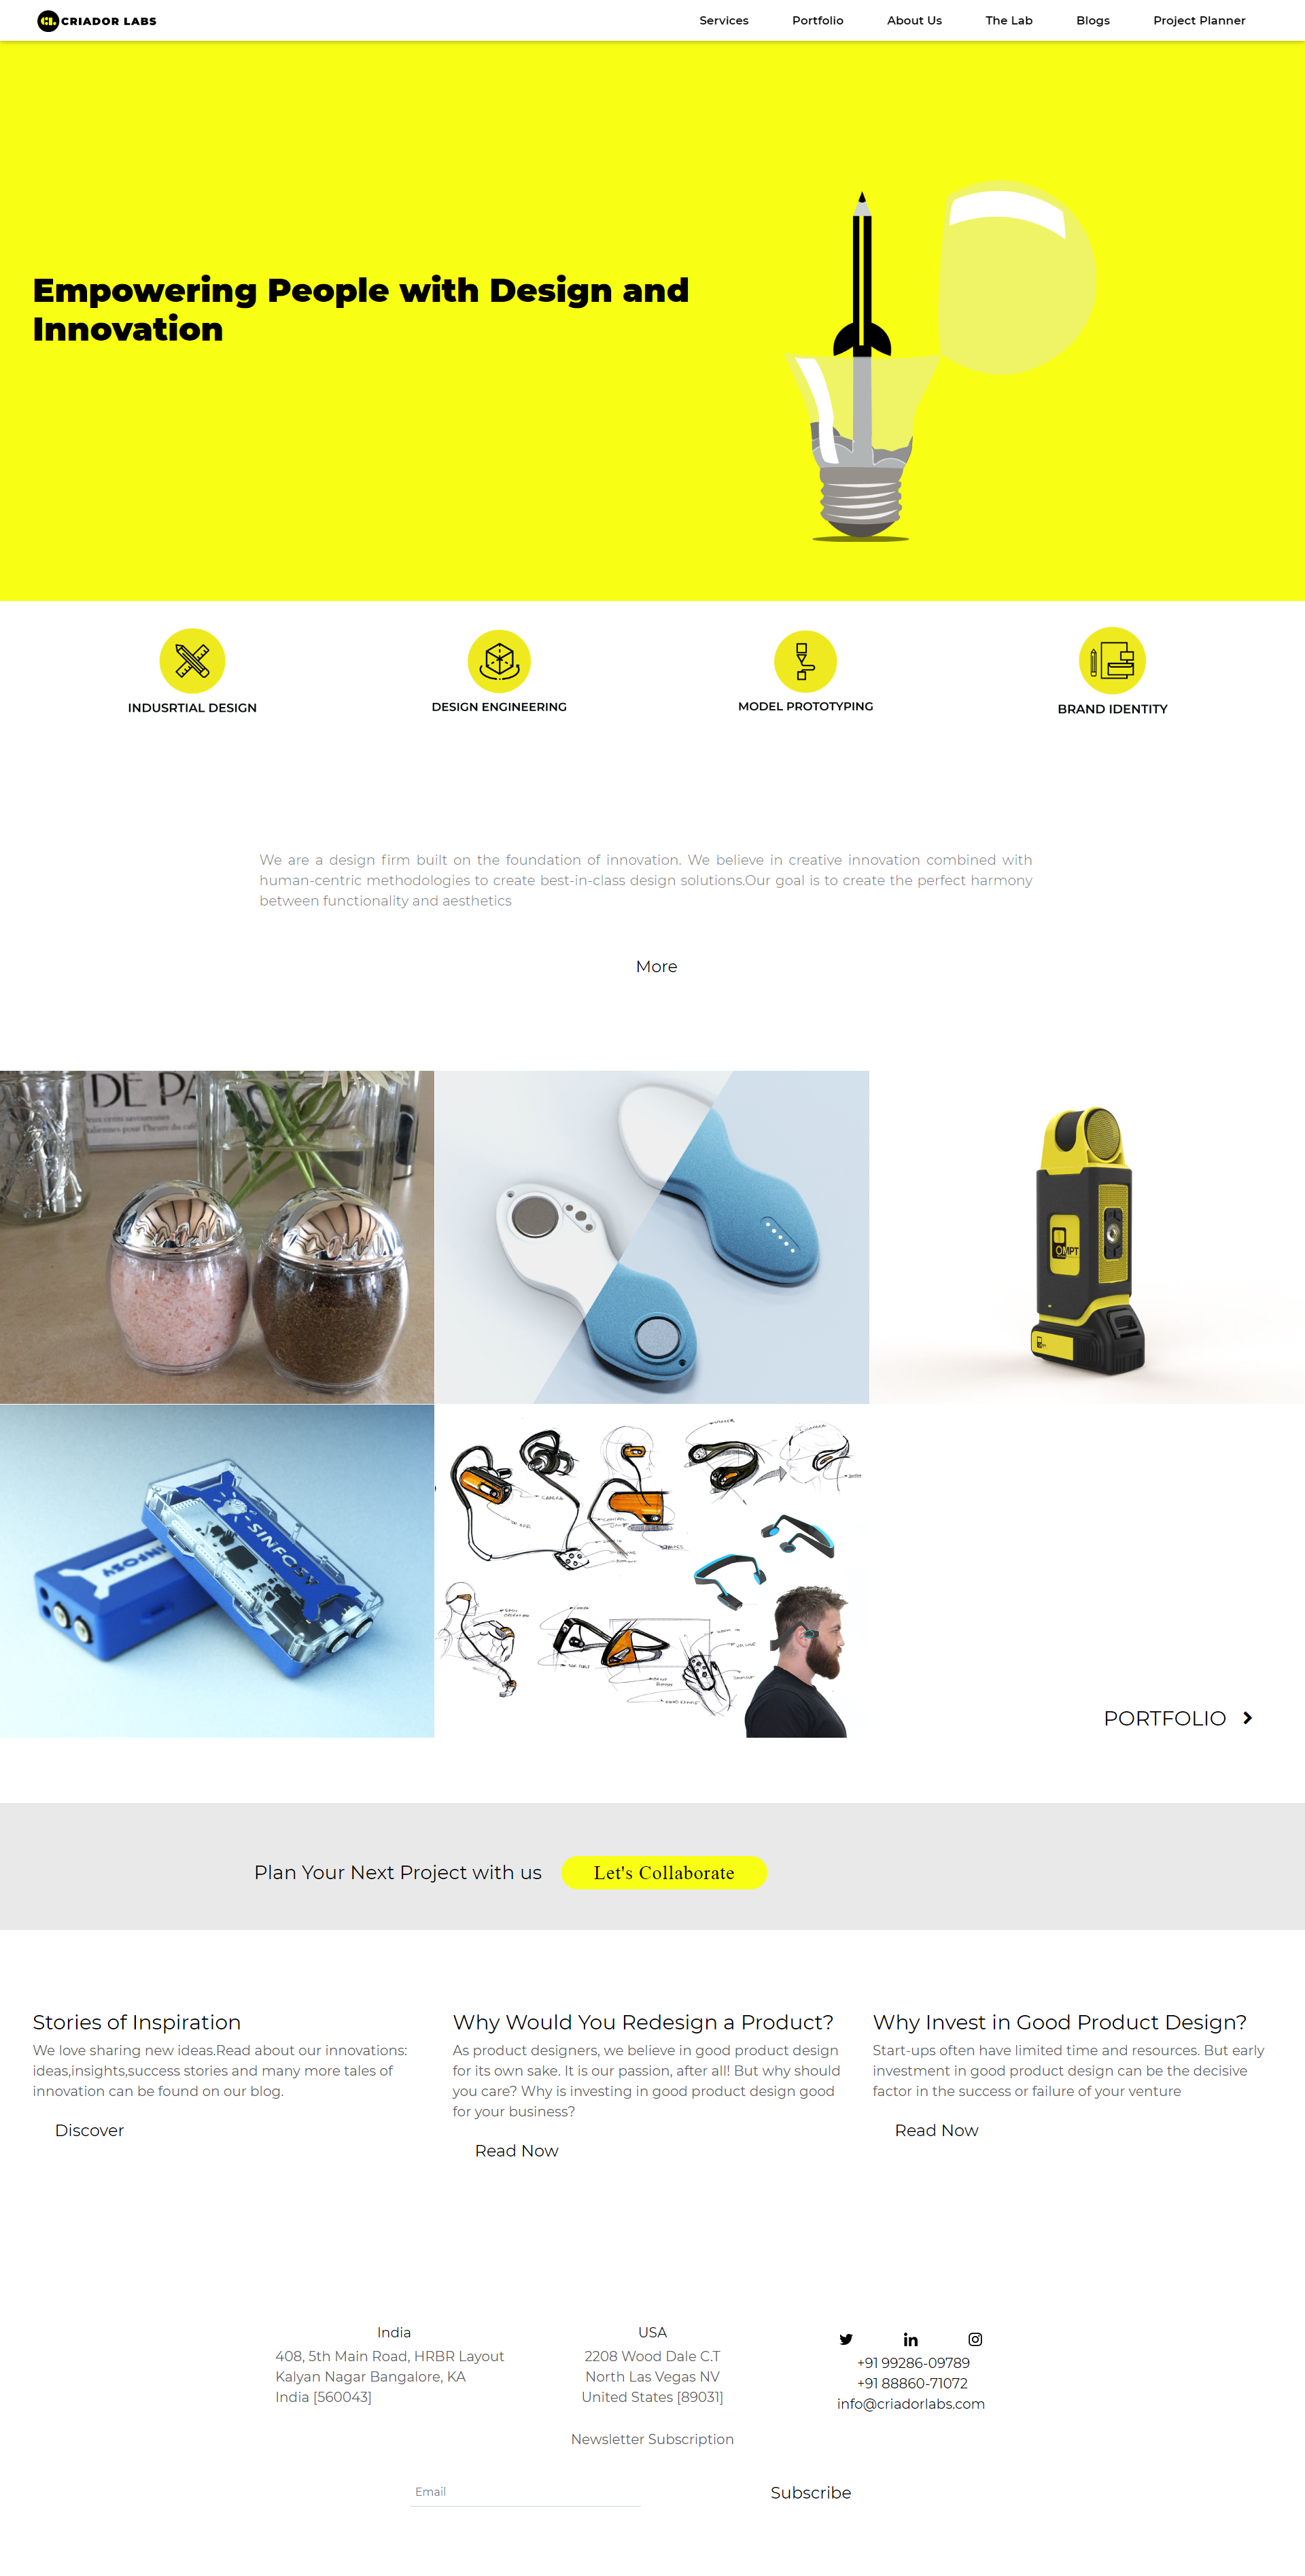 CL CRIADOR LABS
Services Portfolio About Us The Lab Blogs Project Planner
Empowering People with Design and
Innovation
INDUSRTIAL DESIGN
DESIGN ENGINEERING
MODEL PROTOTYPING
BRAND IDENTITY
We are a design firm built on the foundation of innovation. We believe in creative innovation combined with
human-centric methodologies to create best-in-class design solutions.Our goal is to create the perfect harmony
between functionality and aesthetics
More
DE PA
OMPT
SINFC
PORTFOLIO
Plan Your Next Project with us
Let's Collaborate
Stories of Inspiration
We love sharing new ideas.Read about our innovations:
ideas,insights,success stories and many more tales of
innovation can be found on our blog.
Discover
Why Would You Redesign a Product?
As product designers, we believe in good product design
for its own sake. It is our passion, after all! But why should
you care? Why is investing in good product design good
for your business?
Read Now
Why Invest in Good Product Design?
Start-ups often have limited time and resources. But early
investment in good product design can be the decisive
factor in the success or failure of your venture
Read Now
India
408, 5th Main Road, HRBR Layout
Kalyan Nagar Bangalore, KA
India [560043]
USA
2208 Wood Dale C.T
North Las Vegas NV
United States [89031]
+91 99286-09789
+91 88860-71072
info@criadorlabs.com
Newsletter Subscription
Email
Subscribe